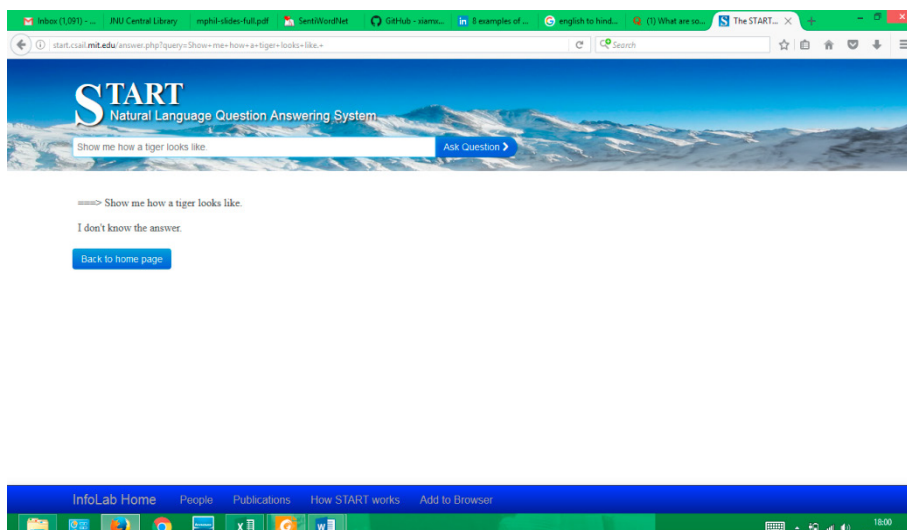 Inbox (1,091) - ... JNU Central Library mphil-slides-full.pdf SentiWordNet GitHub - xiamx... 8 examples of ... english to hind... (1) What are so... The START...
start.csail.mit.edu/answer.php?query=Show+me+how+a+tiger+looks+like.+ Search
START
Natural Language Question Answering System
Show me how a tiger looks like. Ask Question
===> Show me how a tiger looks like.
I don't know the answer.
Back to home page
InfoLab Home People Publications How START works Add to Browser
18:00